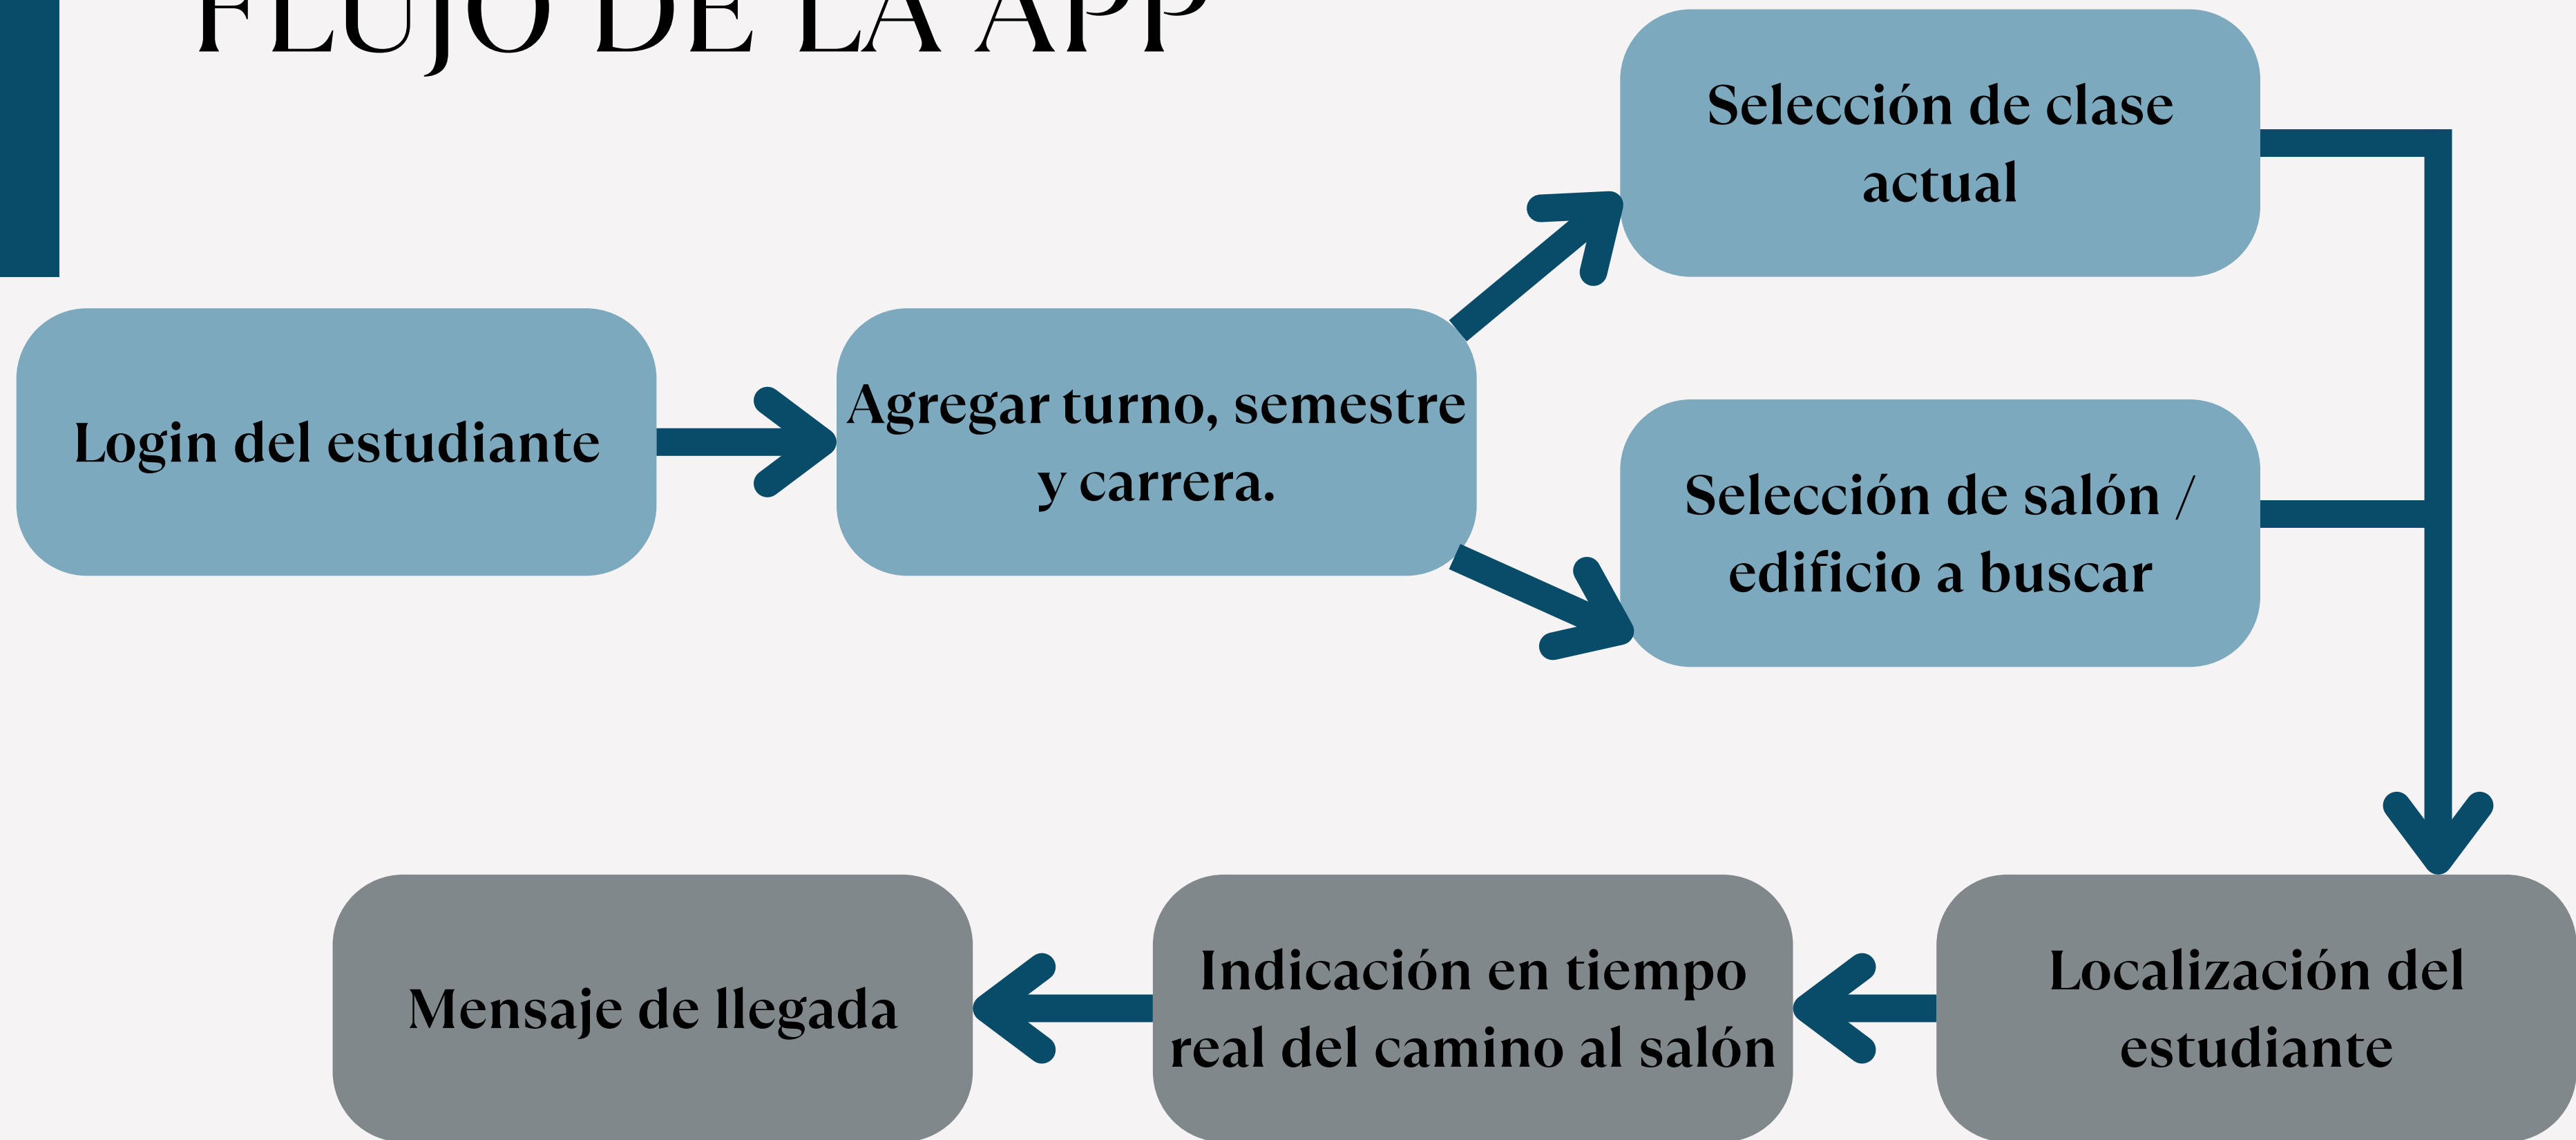 FLUJO DE LA APP
Selección de clase
actual
Login del estudiante
Agregar turno, semestre
y carrera.
Selección de salón /
edificio a buscar
Localización del
estudiante
Indicación en tiempo
real del camino al salón
Mensaje de llegada